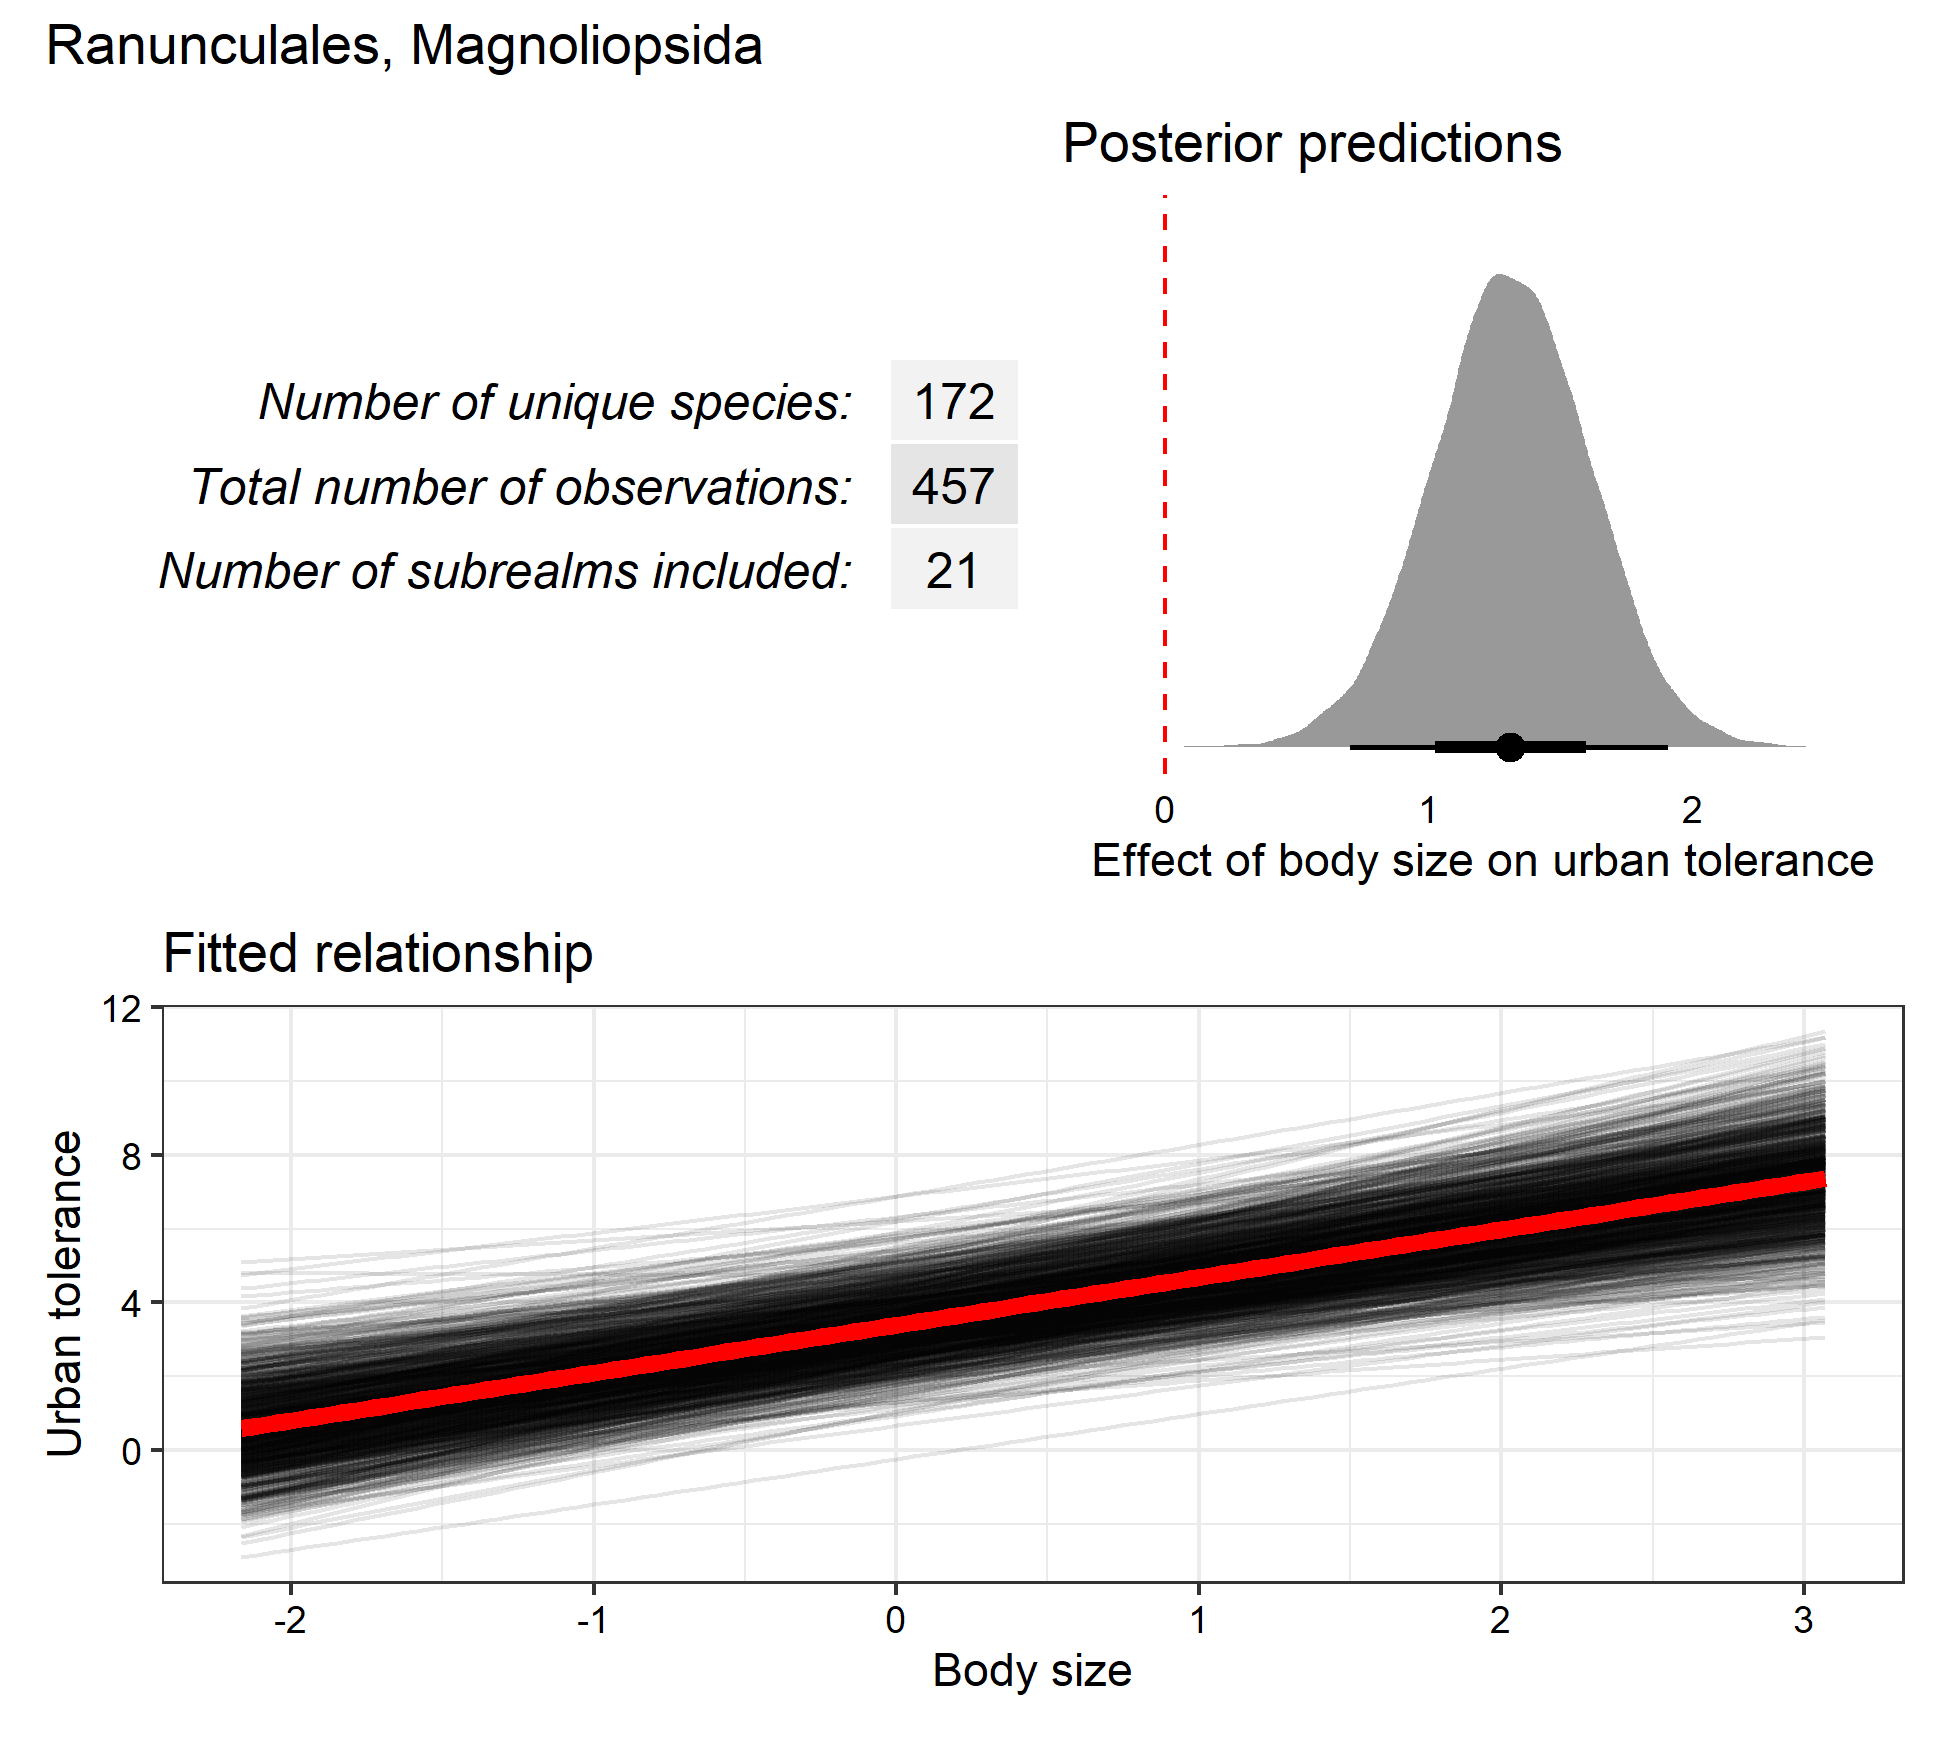 Ranunculales, Magnoliopsida
Posterior predictions
Number of unique species: 172
Total number of observations: 457
Number of subrealms included: 21
0 1 2
Effect of body size on urban tolerance
Fitted relationship
12
8
4
0
Urban tolerance
-2 -1 0 1 2 3
Body size